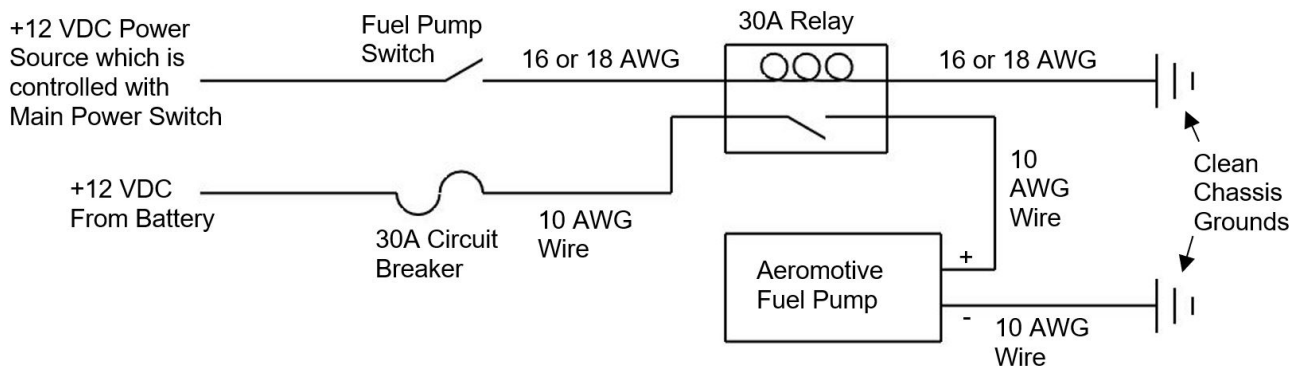 +12 VDC Power
Source which is
controlled with
Main Power Switch
Fuel Pump
Switch
16 or 18 AWG
30A Relay
16 or 18 AWG
+12 VDC
From Battery
30A Circuit
Breaker
10 AWG
Wire
10
AWG
Wire
Clean
Chassis
Grounds
Aeromotive
Fuel Pump
+
-
10 AWG
Wire